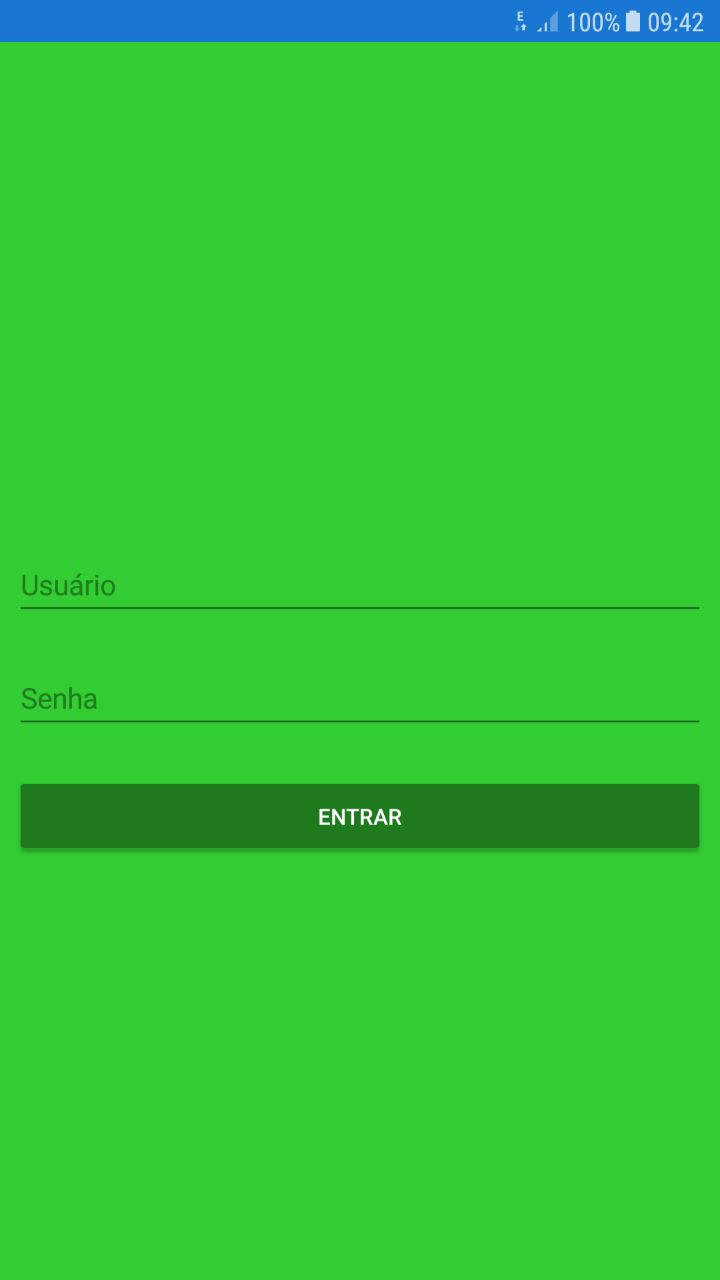 E 100% 09:42
Usuário
Senha
ENTRAR